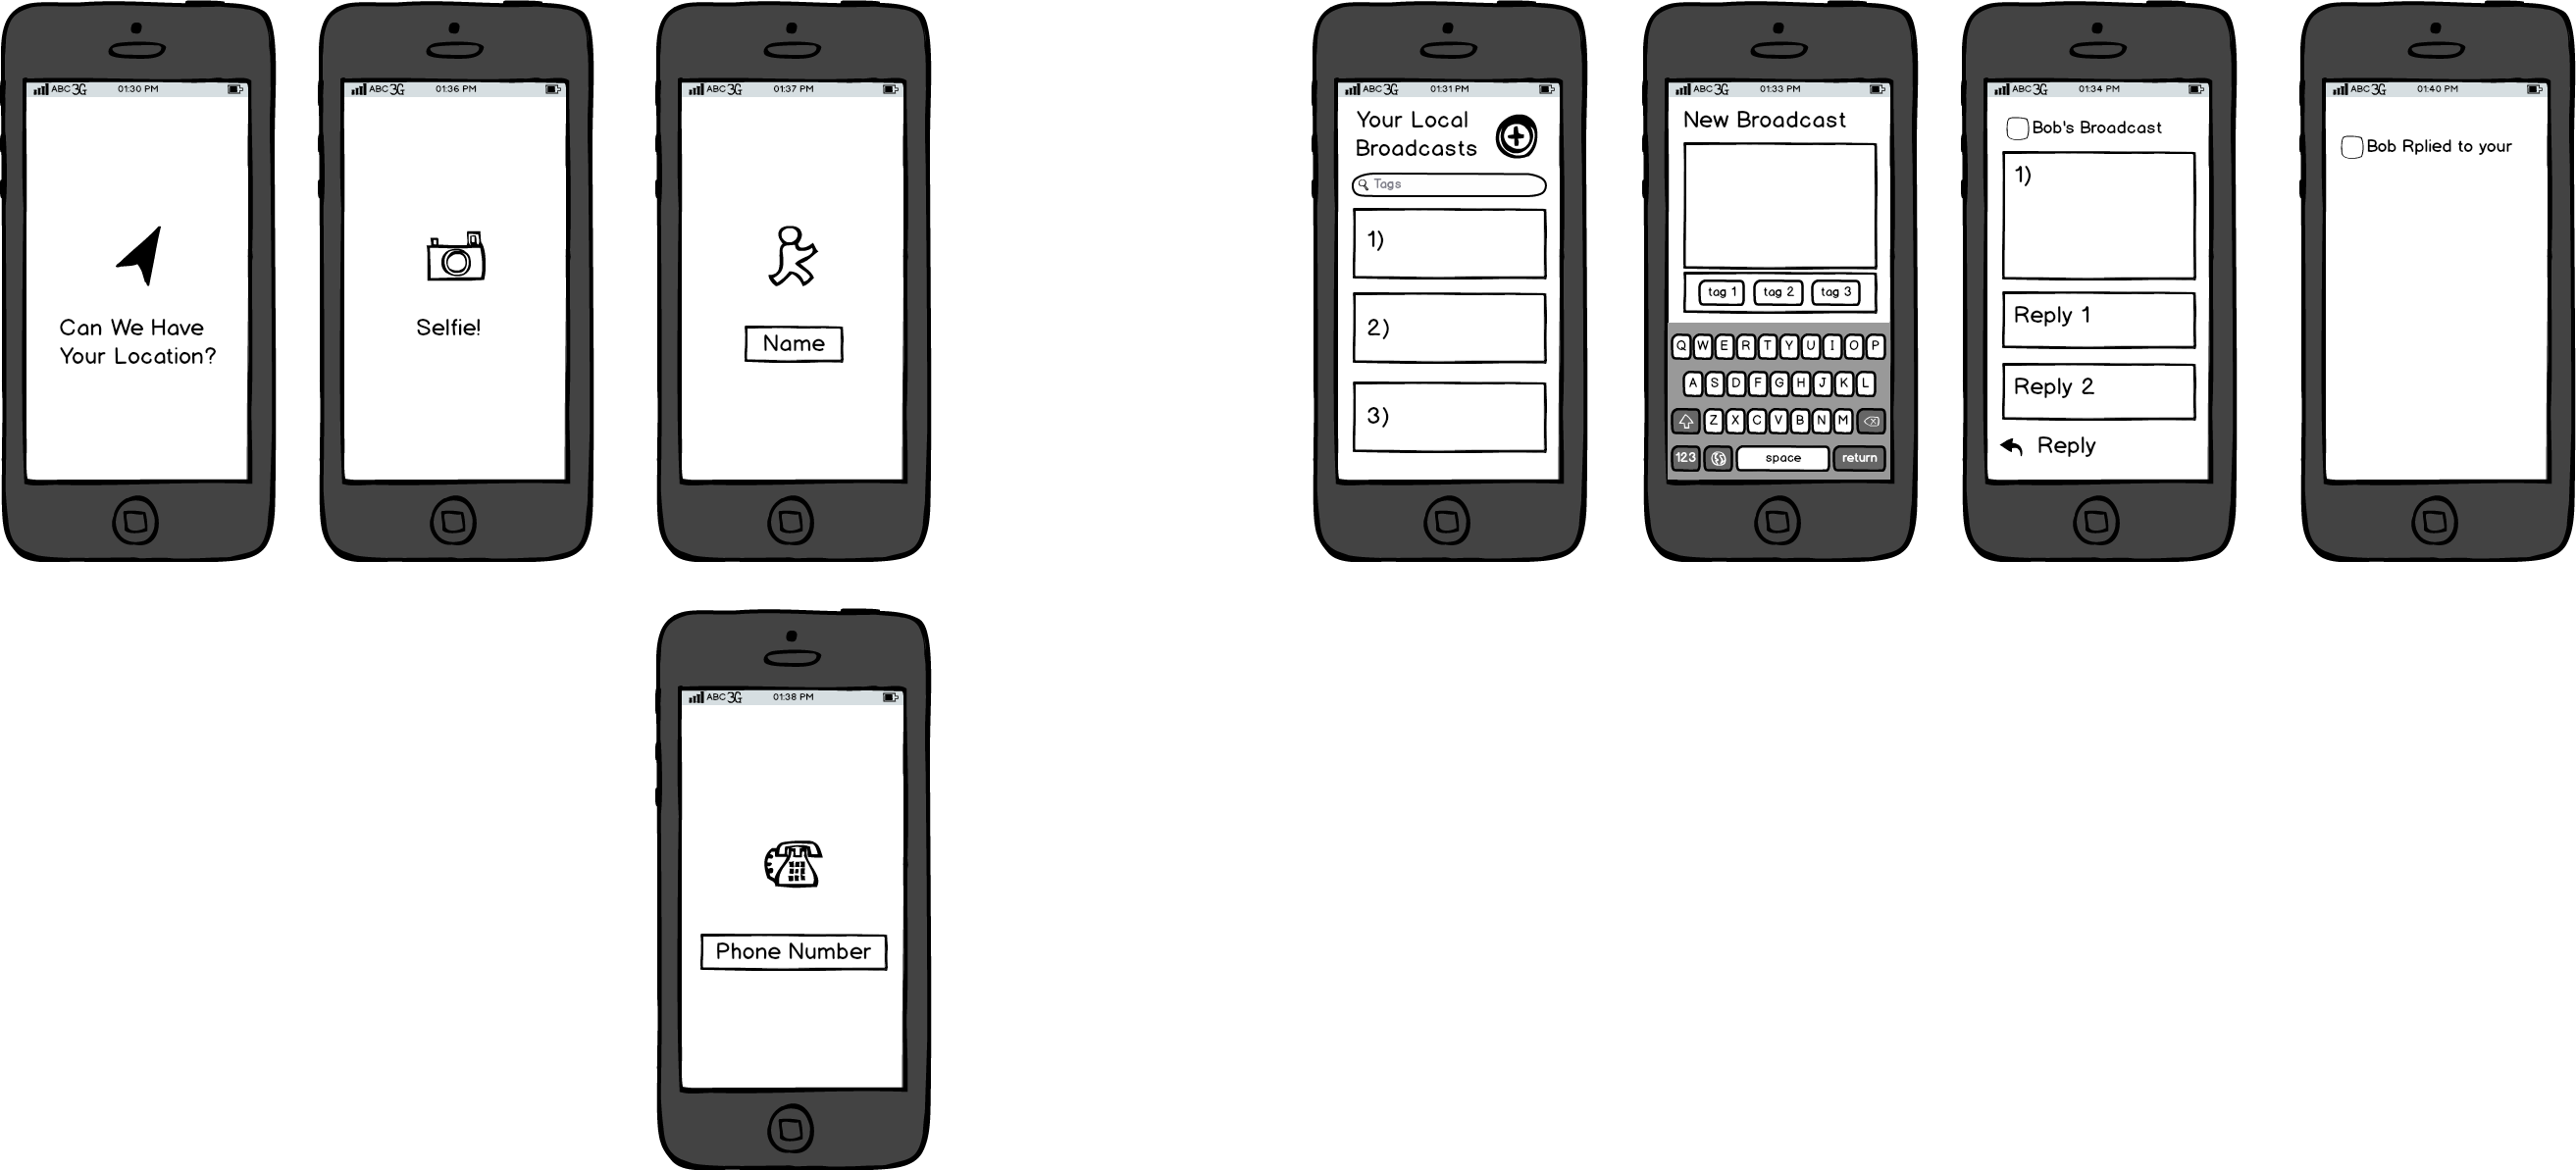 ABC 3G 01:30 PM
Can We Have
Your Location?
ABC 3G 01:36 PM
Selfie!
ABC 3G 01:37 PM
Name
ABC 3G 01:31 PM
Your Local
Broadcasts
Tags
1)
2)
3)
ABC 3G 01:33 PM
New Broadcast
tag 1 tag 2 tag 3
Q W E R T Y U I O P
A S D F G H J K L
Z X C V B N M
123 space return
ABC 3G 01:34 PM
Bob's Broadcast
1)
Reply 1
Reply 2
Reply
ABC 3G 01:40 PM
Bob Rplied to your
ABC 3G 01:38 PM
Phone Number